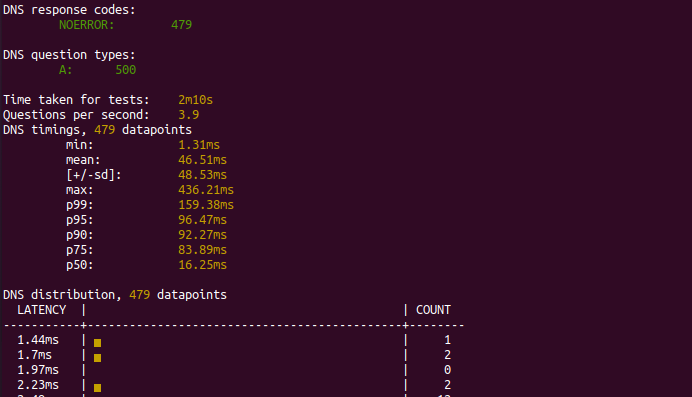 DNS response codes:
NOERROR: 479
DNS question types:
A: 500
Time taken for tests: 2m10s
Questions per second: 3.9
DNS timings, 479 datapoints
min: 1.31ms
mean: 46.51ms
[+/-sd]: 48.53ms
max: 436.21ms
p99: 159.38ms
p95: 96.47ms
p90: 92.27ms
p75: 83.89ms
p50: 16.25ms
DNS distribution, 479 datapoints
LATENCY | | COUNT
----------+---------------------------------------------+--------
1.44ms | | 1
1.7ms | | 2
1.97ms | | 0
2.23ms | | 2